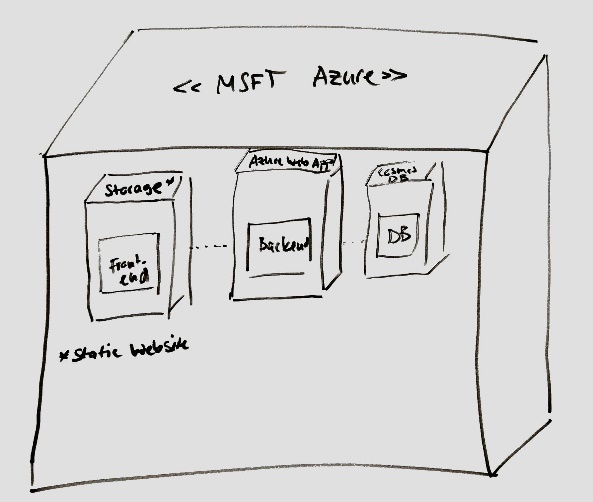 << MSFT Azure >>
Storage*
Azure Web App
Cosmos
DB
Front-
end
Backend
DB
*Static Website